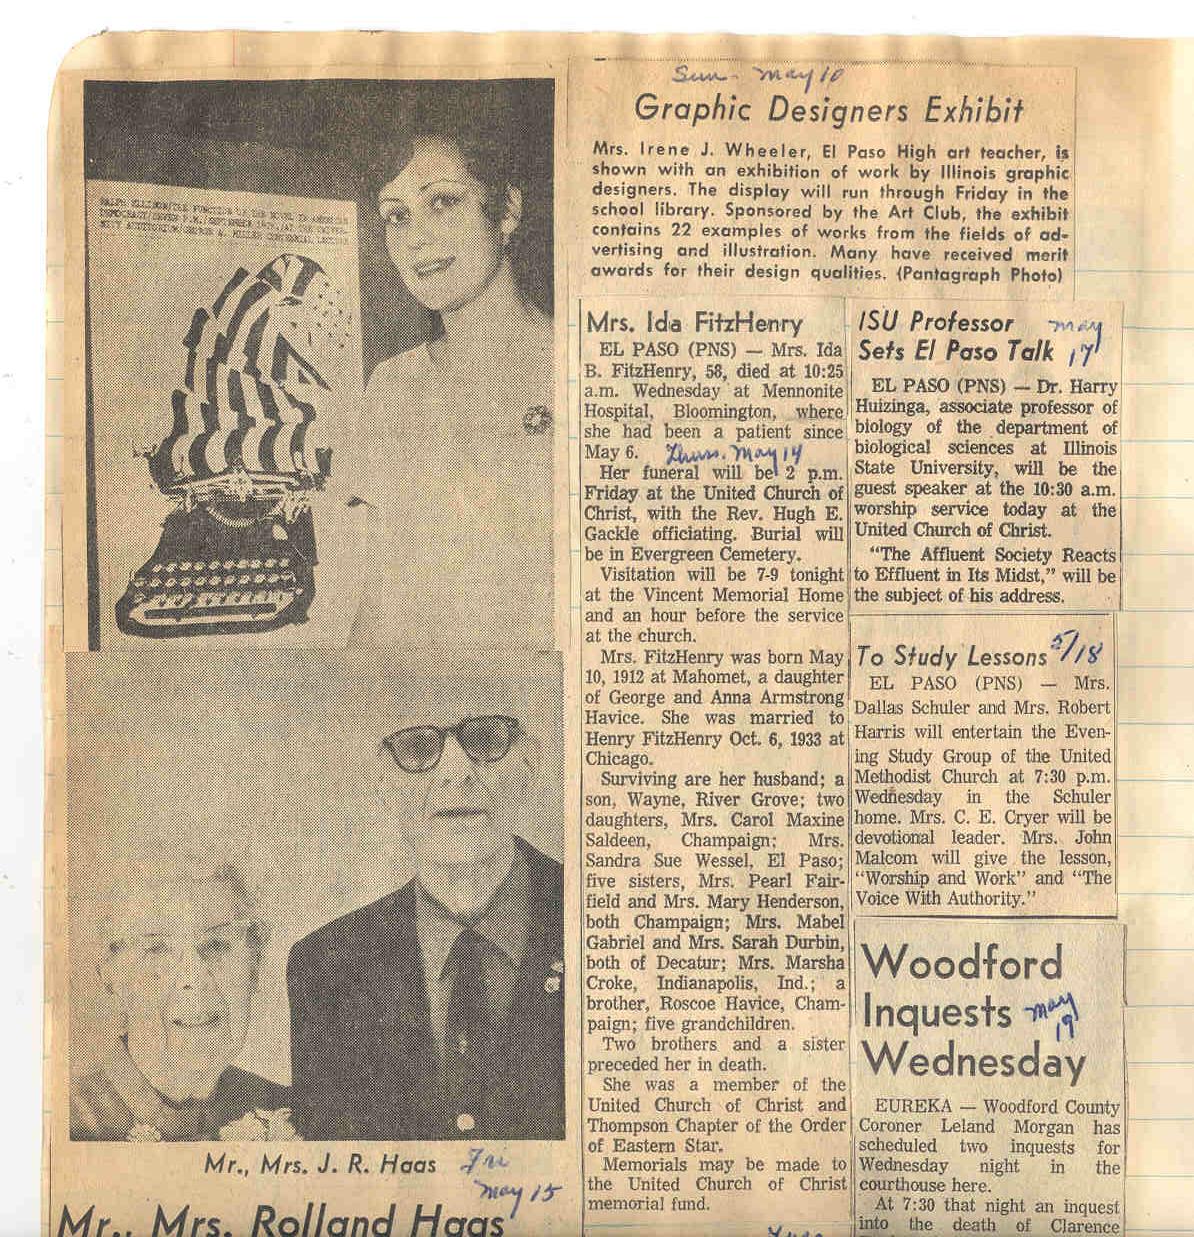 Sun - May 10
Graphic Designers Exhibit
Mrs. Irene J. Wheeler, El Paso High art teacher, is
shown with an exhibition of work by Illinois graphic
designers. The display will run through Friday in the
school library. Sponsored by the Art Club, the exhibit
contains 22 examples of works from the fields of ad-
vertising and illustration. Many have received merit
awards for their design qualities. (Pantagraph Photo)
RALPH ELLISON/THE FUNCTION OF THE NOVEL IN AMERICAN
DEMOCRACY/SEVEN P.M./SEPTEMBER
AUDITORIUM/GEORGE A. MILLER CENTENNIAL LECTURE
Mr., Mrs. J. R. Haas Fri
May 15
Mr., Mrs. Rolland Haas
Mrs. Ida FitzHenry
EL PASO (PNS) — Mrs. Ida
B. FitzHenry, 58, died at 10:25
a.m. Wednesday at Mennonite
Hospital, Bloomington, where
she had been a patient since
May 6. Thurs. May 14
Her funeral will be 2 p.m.
Friday at the United Church of
Christ, with the Rev. Hugh E.
Gackle officiating. Burial will
be in Evergreen Cemetery.
Visitation will be 7-9 tonight
at the Vincent Memorial Home
and an hour before the service
at the church.
Mrs. FitzHenry was born May
10, 1912 at Mahomet, a daughter
of George and Anna Armstrong
Havice. She was married to
Henry FitzHenry Oct. 6, 1933 at
Chicago.
Surviving are her husband; a
son, Wayne, River Grove; two
daughters, Mrs. Carol Maxine
Saldeen, Champaign; Mrs.
Sandra Sue Wessel, El Paso;
five sisters, Mrs. Pearl Fair-
field and Mrs. Mary Henderson,
both Champaign; Mrs. Mabel
Gabriel and Mrs. Sarah Durbin,
both of Decatur; Mrs. Marsha
Croke, Indianapolis, Ind.; a
brother, Roscoe Havice, Cham-
paign; five grandchildren.
Two brothers and a sister
preceded her in death.
She was a member of the
United Church of Christ and
Thompson Chapter of the Order
of Eastern Star.
Memorials may be made to
the United Church of Christ
memorial fund.
ISU Professor May
Sets El Paso Talk 17
EL PASO (PNS) — Dr. Harry
Huizinga, associate professor of
biology of the department of
biological sciences at Illinois
State University, will be the
guest speaker at the 10:30 a.m.
worship service today at the
United Church of Christ.
“The Affluent Society Reacts
to Effluent in Its Midst,” will be
the subject of his address.
To Study Lessons 5/18
EL PASO (PNS) — Mrs.
Dallas Schuler and Mrs. Robert
Harris will entertain the Even-
ing Study Group of the United
Methodist Church at 7:30 p.m.
Wednesday in the Schuler
home. Mrs. C. E. Cryer will be
devotional leader. Mrs. John
Malcom will give the lesson,
“Worship and Work” and “The
Voice With Authority.”
Woodford
Inquests May 19
Wednesday
EUREKA — Woodford County
Coroner Leland Morgan has
scheduled two inquests for
Wednesday night in the
courthouse here.
At 7:30 that night an inquest
into the death of Clarence